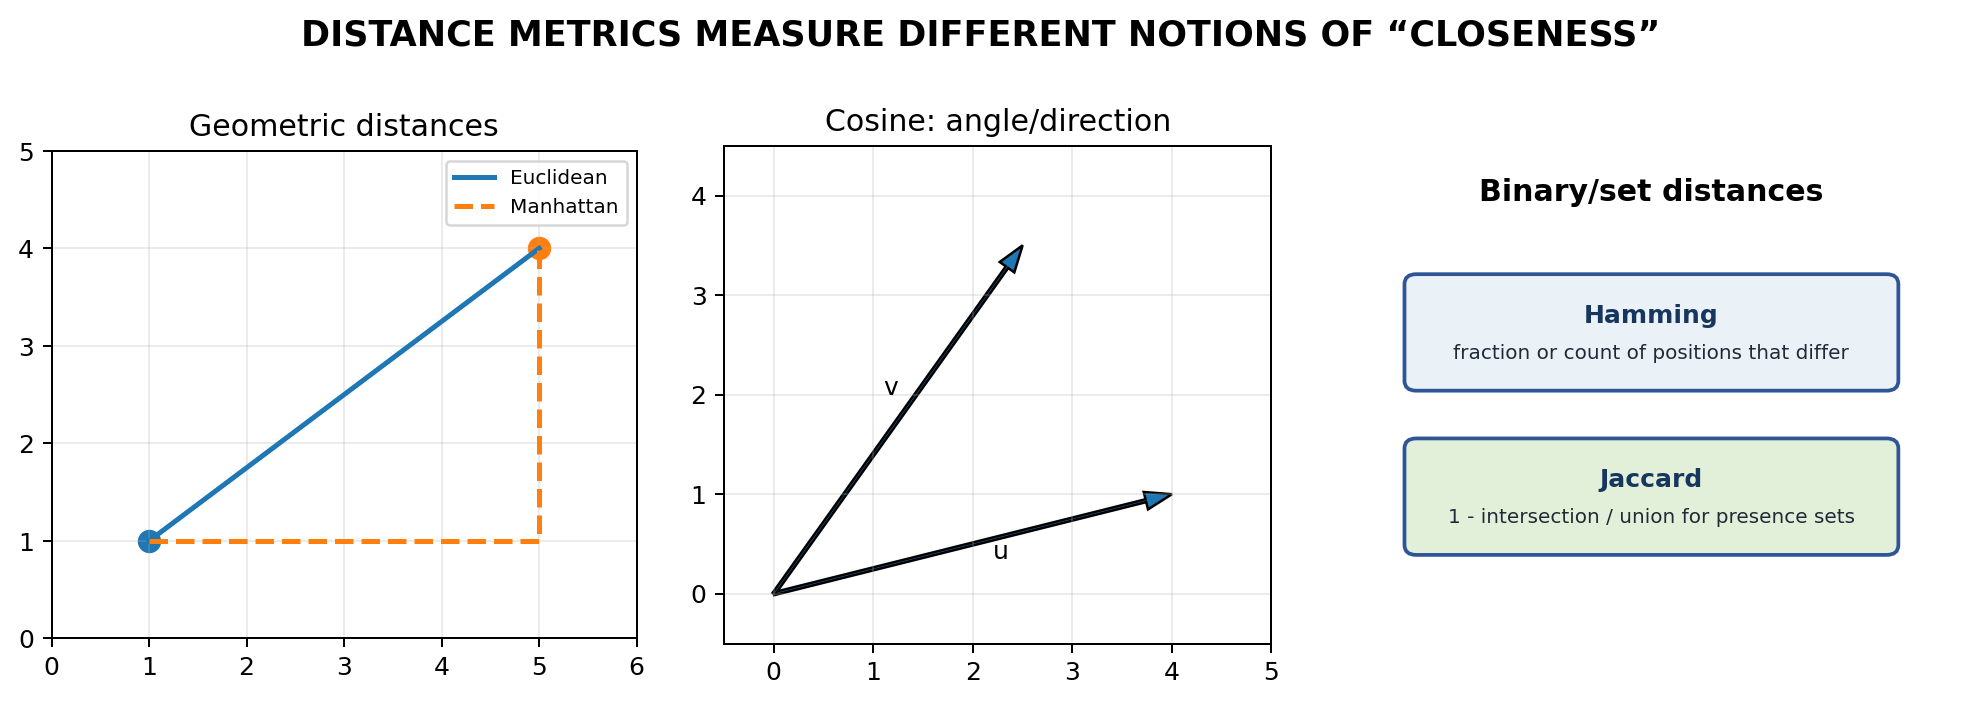 DISTANCE METRICS MEASURE DIFFERENT NOTIONS OF “CLOSENESS”
Geometric distances
Euclidean
Manhattan
5
4
3
2
1
0
0 1 2 3 4 5 6
Cosine: angle/direction
4
3
2
1
0
v
u
0 1 2 3 4 5
Binary/set distances
Hamming
fraction or count of positions that differ
Jaccard
1 - intersection / union for presence sets